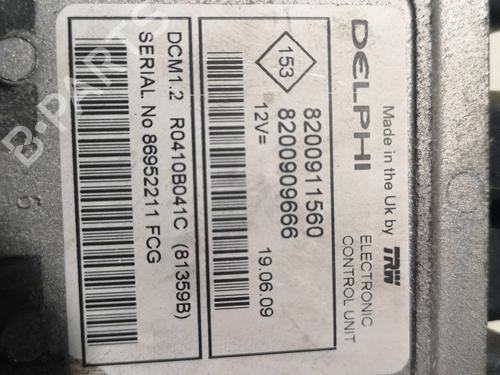 DELPHI
Made in the Uk by TRW
ELECTRONIC
CONTROL UNIT
153
8200911560
8200909666
12V=
19.06.09
DCM1.2 R0410B041C (81359B)
SERIAL No 86952211 FCG
B-PARTS